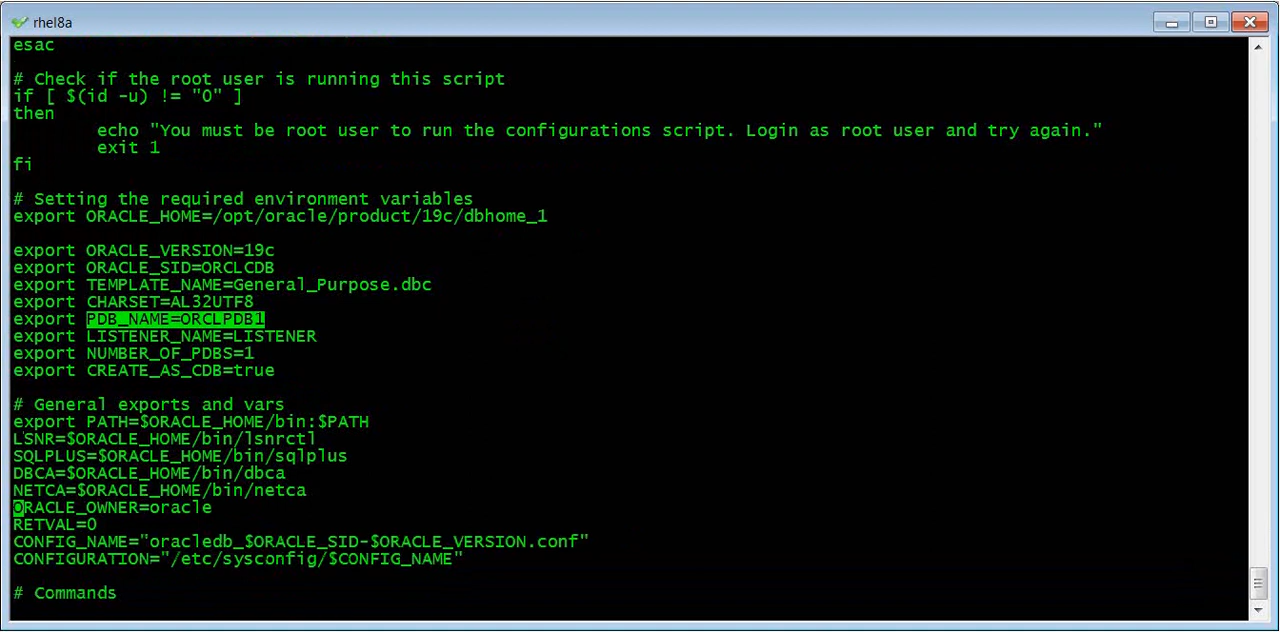 rhel8a
esac
# Check if the root user is running this script
if [ $(id -u) != "0" ]
then
        echo "You must be root user to run the configurations script. Login as root user and try again."
        exit 1
fi
# Setting the required environment variables
export ORACLE_HOME=/opt/oracle/product/19c/dbhome_1
export ORACLE_VERSION=19c
export ORACLE_SID=ORCLCDB
export TEMPLATE_NAME=General_Purpose.dbc
export CHARSET=AL32UTF8
export PDB_NAME=ORCLPDB1
export LISTENER_NAME=LISTENER
export NUMBER_OF_PDBS=1
export CREATE_AS_CDB=true
# General exports and vars
export PATH=$ORACLE_HOME/bin:$PATH
LSNR=$ORACLE_HOME/bin/lsnrctl
SQLPLUS=$ORACLE_HOME/bin/sqlplus
DBCA=$ORACLE_HOME/bin/dbca
NETCA=$ORACLE_HOME/bin/netca
ORACLE_OWNER=oracle
RETVAL=0
CONFIG_NAME="oracledb_$ORACLE_SID-$ORACLE_VERSION.conf"
CONFIGURATION="/etc/sysconfig/$CONFIG_NAME"
# Commands